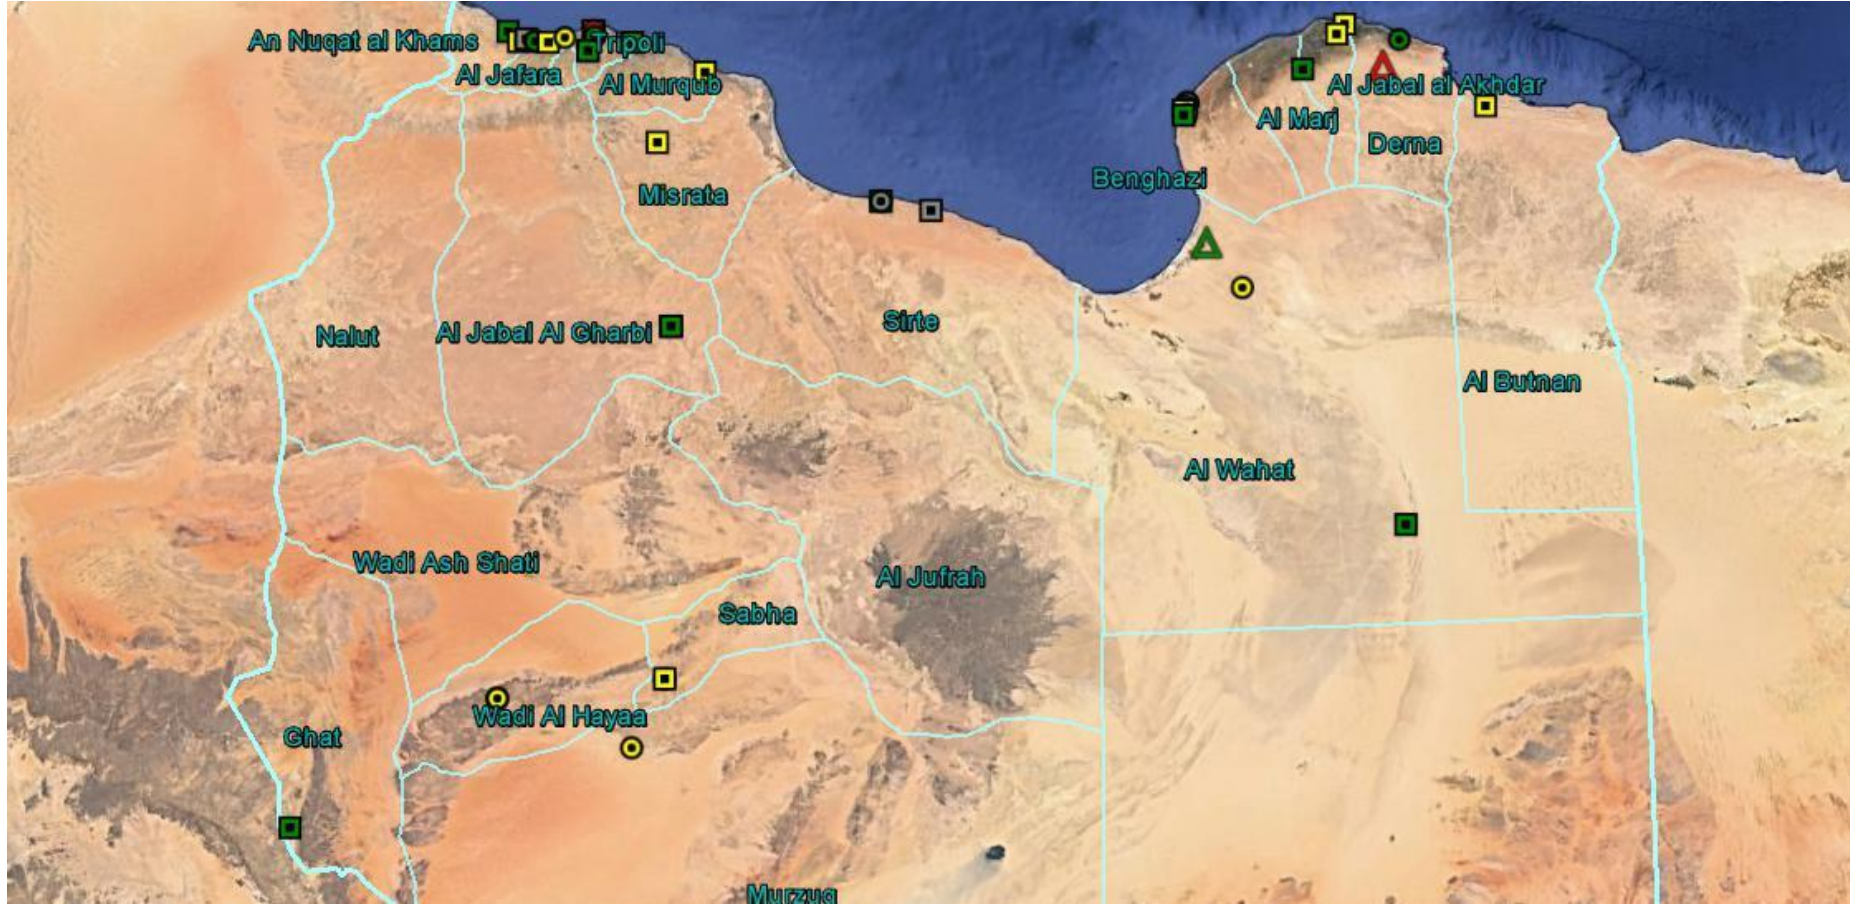 An Nuqat al Khams
Tripoli
Al Jafara
Al Murqub
Al Jabal al Akhdar
Al Marj
Derna
Benghazi
Misrata
Nalut
Al Jabal Al Gharbi
Sirte
Al Butnan
Al Wahat
Wadi Ash Shati
Al Jufrah
Sabha
Wadi Al Hayaa
Ghat
Murzuq